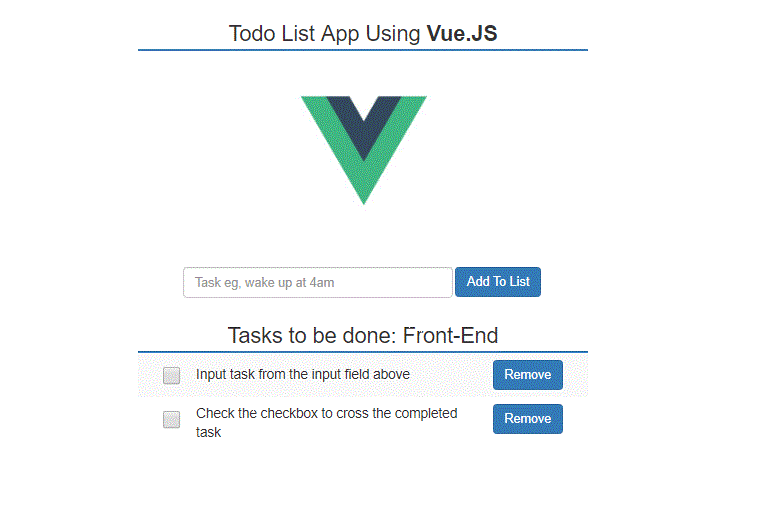 Todo List App Using Vue.JS
Task eg, wake up at 4am
Add To List
Tasks to be done: Front-End
Input task from the input field above
Remove
Check the checkbox to cross the completed
task
Remove